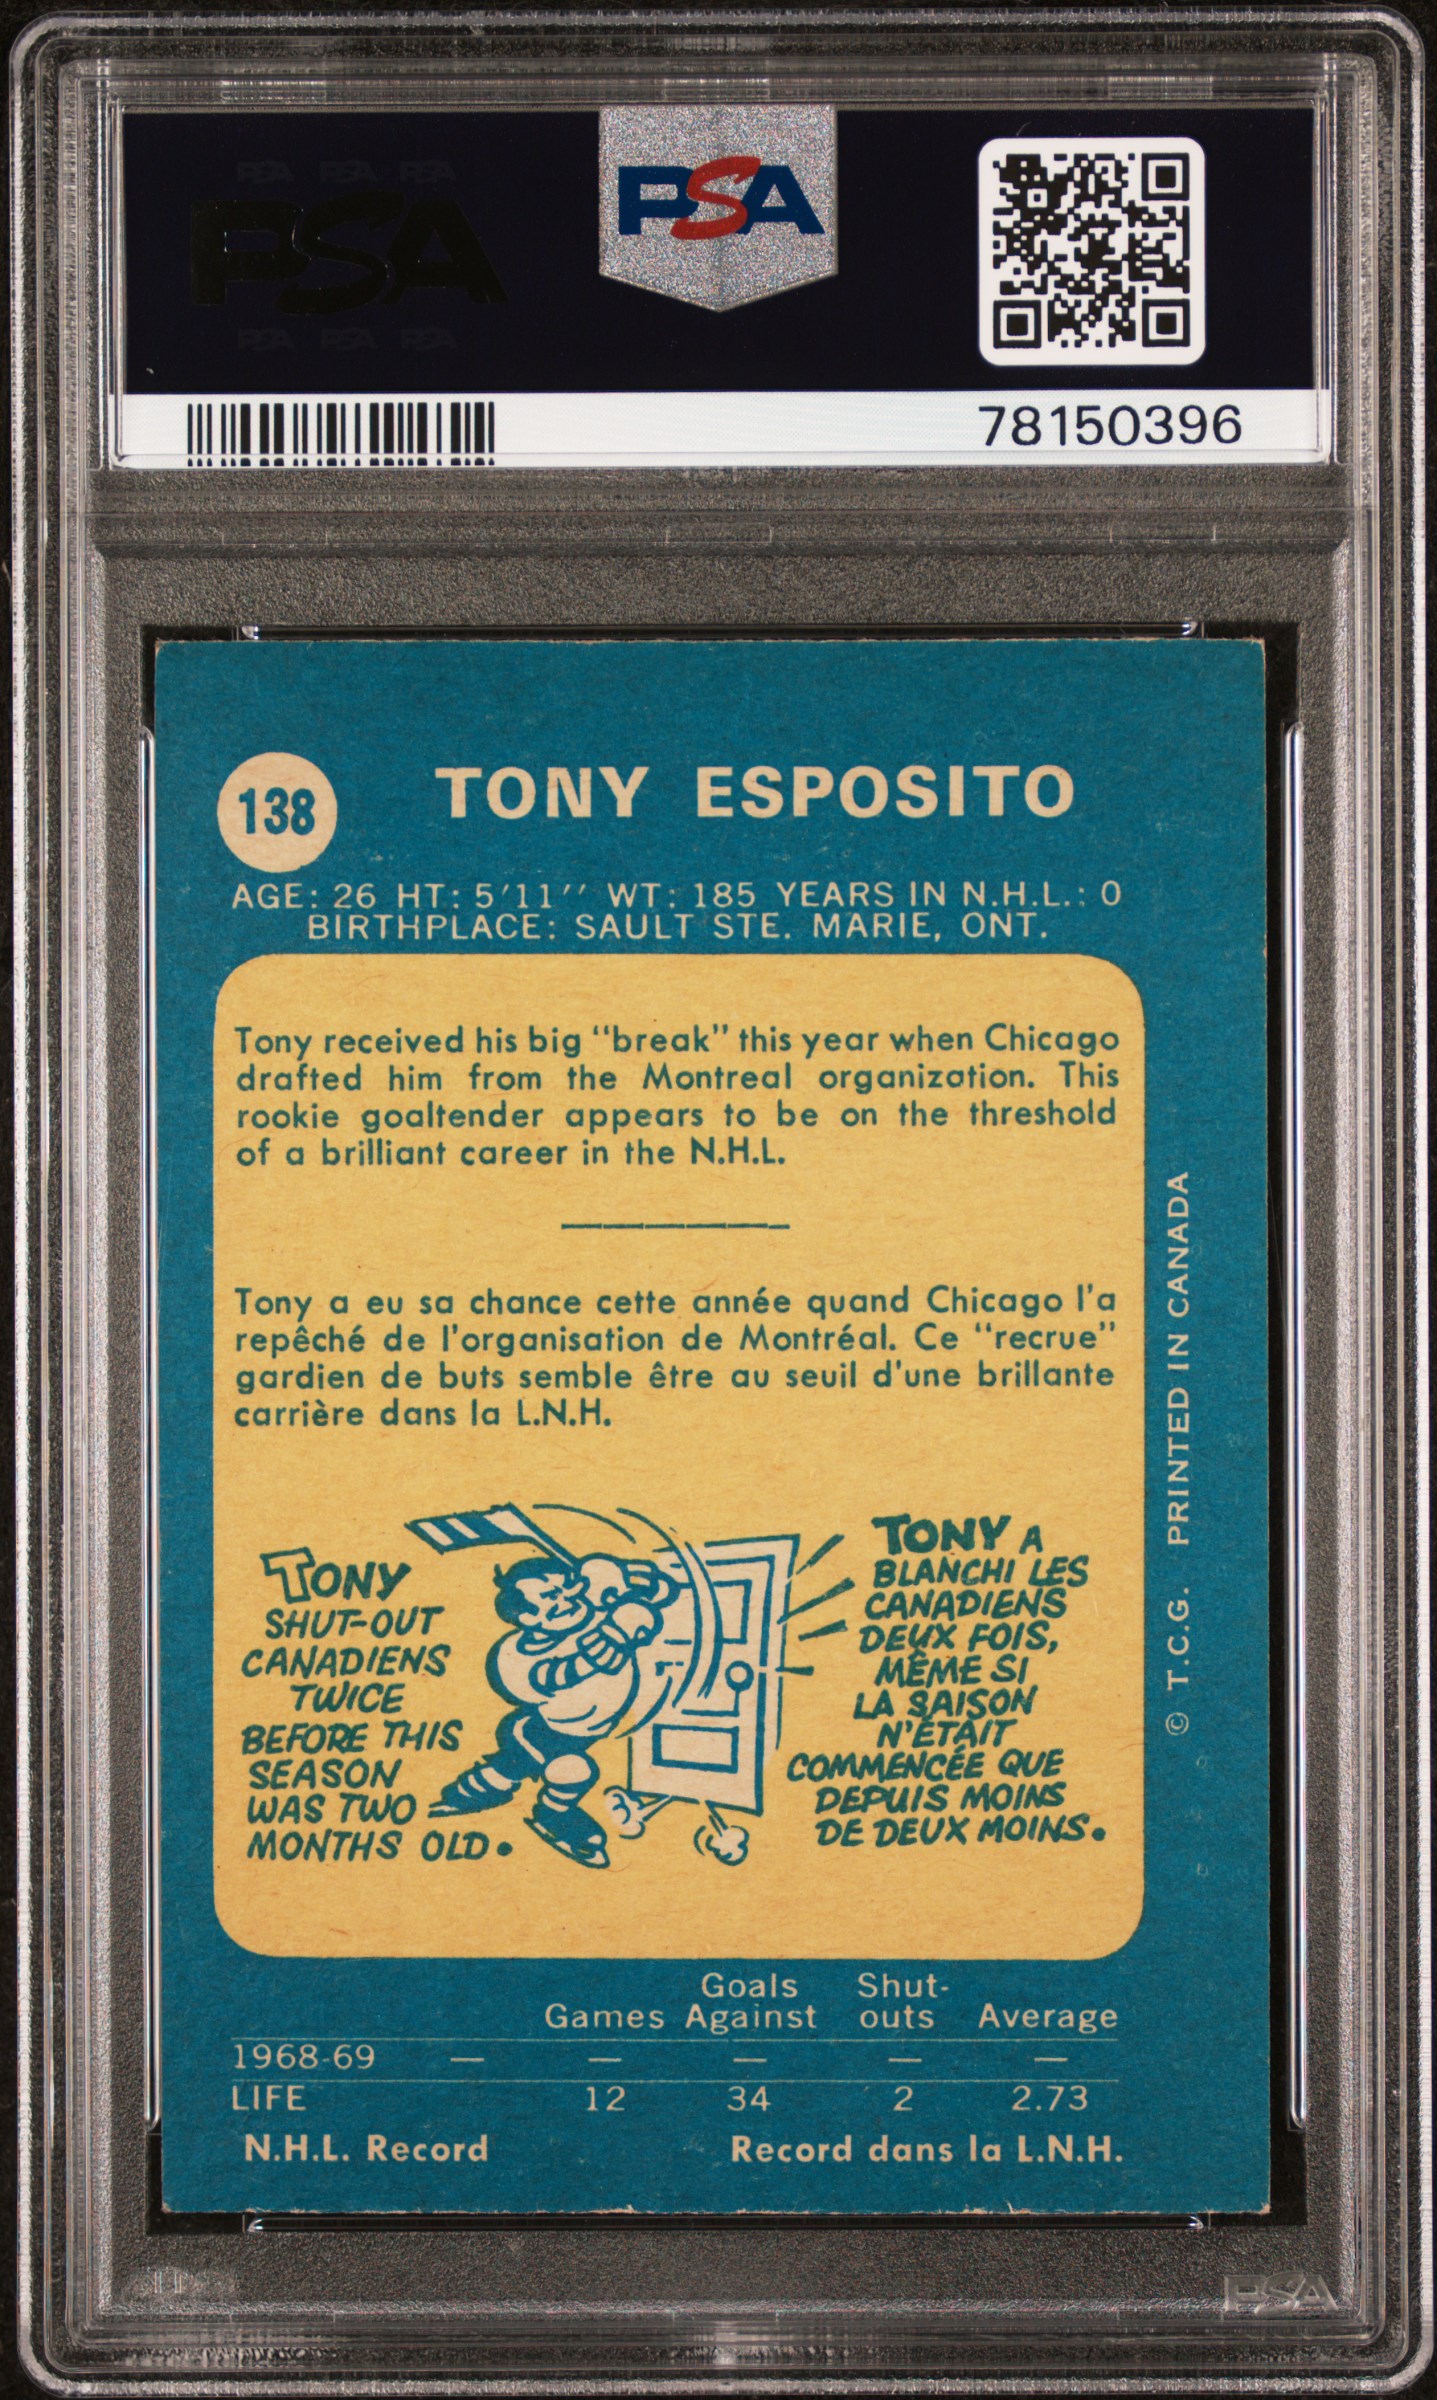 PSA PSA PSA
PSA
PSA PSA PSA
PSA
78150396
138
TONY ESPOSITO
AGE: 26 HT: 5'11'' WT: 185 YEARS IN N.H.L.: 0
BIRTHPLACE: SAULT STE. MARIE, ONT.
Tony received his big "break" this year when Chicago
drafted him from the Montreal organization. This
rookie goaltender appears to be on the threshold
of a brilliant career in the N.H.L.
Tony a eu sa chance cette année quand Chicago l'a
repêché de l'organisation de Montréal. Ce "recrue"
gardien de buts semble être au seuil d'une brillante
carrière dans la L.N.H.
TONY
SHUT-OUT
CANADIENS
TWICE
BEFORE THIS
SEASON
WAS TWO
MONTHS OLD.
TONY A
BLANCHI LES
CANADIENS
DEUX FOIS,
MÊME SI
LA SAISON
N'ÉTAIT
COMMENCÉE QUE
DEPUIS MOINS
DE DEUX MOINS.
© T.C.G. PRINTED IN CANADA
Goals Shut-
Games Against outs Average
1968-69 — — — — —
LIFE 12 34 2 2.73
N.H.L. Record Record dans la L.N.H.
PSA